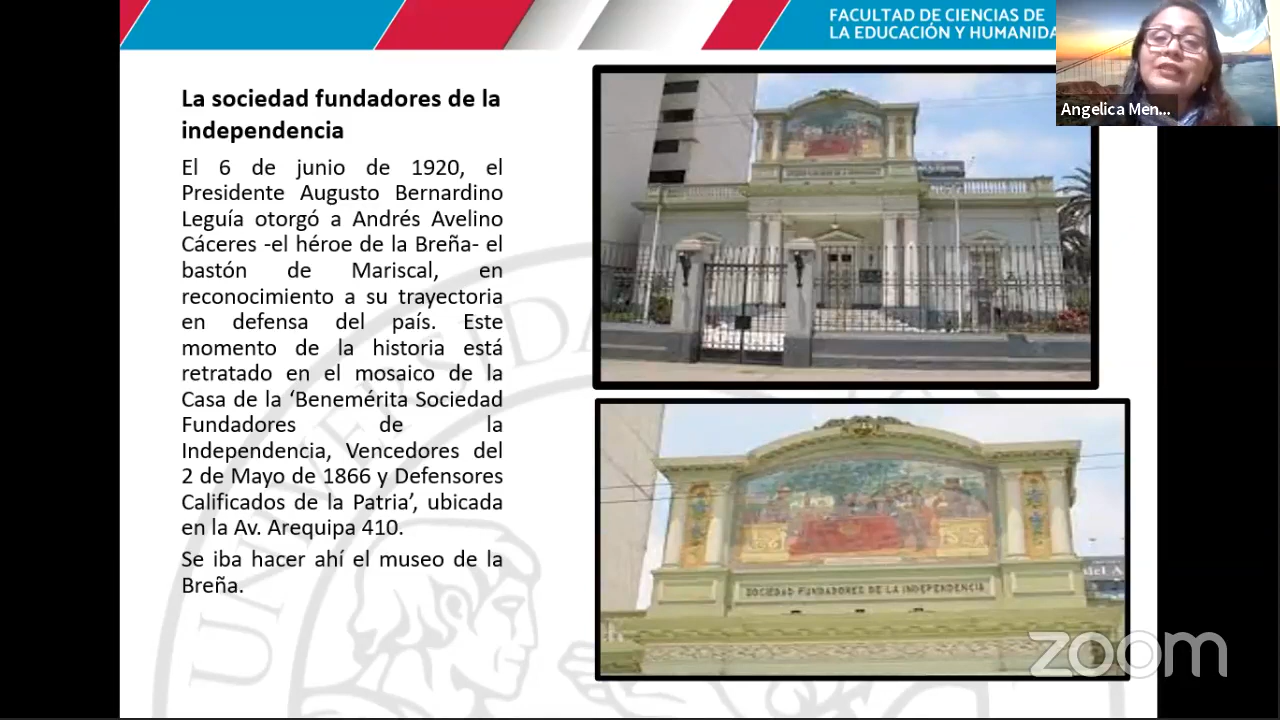 FACULTAD DE CIENCIAS DE
LA EDUCACIÓN Y HUMANIDA
Angelica Men...
La sociedad fundadores de la
independencia
El 6 de junio de 1920, el
Presidente Augusto Bernardino
Leguía otorgó a Andrés Avelino
Cáceres -el héroe de la Breña- el
bastón de Mariscal, en
reconocimiento a su trayectoria
en defensa del país. Este
momento de la historia está
retratado en el mosaico de la
Casa de la ‘Benemérita Sociedad
Fundadores de la
Independencia, Vencedores del
2 de Mayo de 1866 y Defensores
Calificados de la Patria’, ubicada
en la Av. Arequipa 410.
Se iba hacer ahí el museo de la
Breña.
SOCIEDAD FUNDADORES DE LA INDEPENDENCIA
zoom